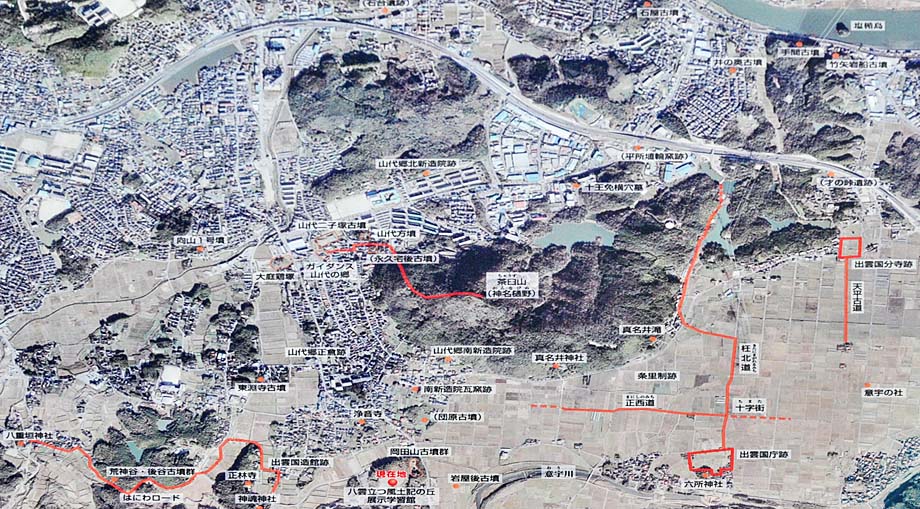 (石台遺跡)
石屋古墳
塩楯島
手間古墳
井の奥古墳
竹矢岩船古墳
山代郷北新造院跡
(平所埴輪窯跡)
十王免横穴墓
(才の峠遺跡)
山代二子塚古墳
山代方墳
向山1号墳
(永久宅後古墳)
ガイダンス
山代の郷
大庭鶏塚
茶臼山
(神名樋野)
出雲国分寺跡
天平古道
真名井滝
枉北道
山代郷正倉跡
山代郷南新造院跡
真名井神社
条里制跡
東淵寺古墳
南新造院瓦窯跡
意宇の社
正西道
十字街
浄音寺
(団原古墳)
八重垣神社
岡田山古墳
出雲国造館跡
出雲国庁跡
荒神谷・後谷古墳群
正林寺
現在地
岩屋後古墳
意宇川
六所神社
はにわロード
神魂神社
八雲立つ風土記の丘
展示学習館